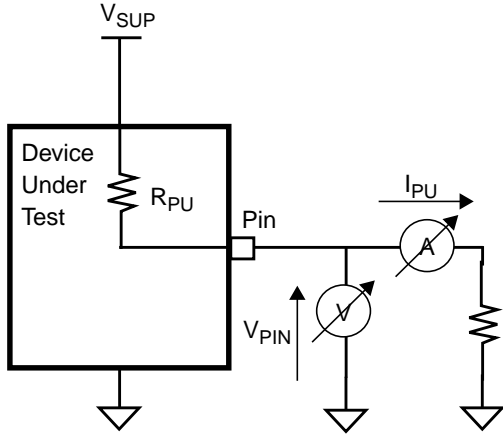 VSUP
Device
Under
Test
RPU
Pin
IPU
A
V
VPIN